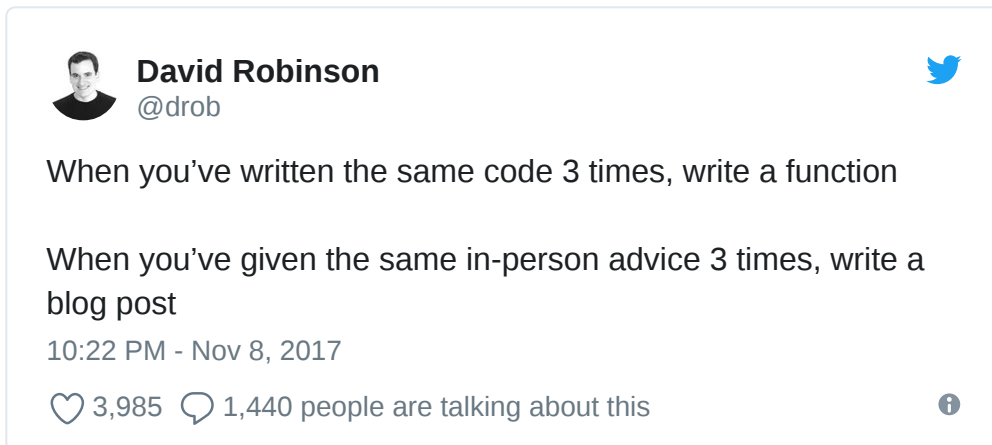 David Robinson
@drob
When you’ve written the same code 3 times, write a function
When you’ve given the same in-person advice 3 times, write a
blog post
10:22 PM - Nov 8, 2017
3,985 1,440 people are talking about this